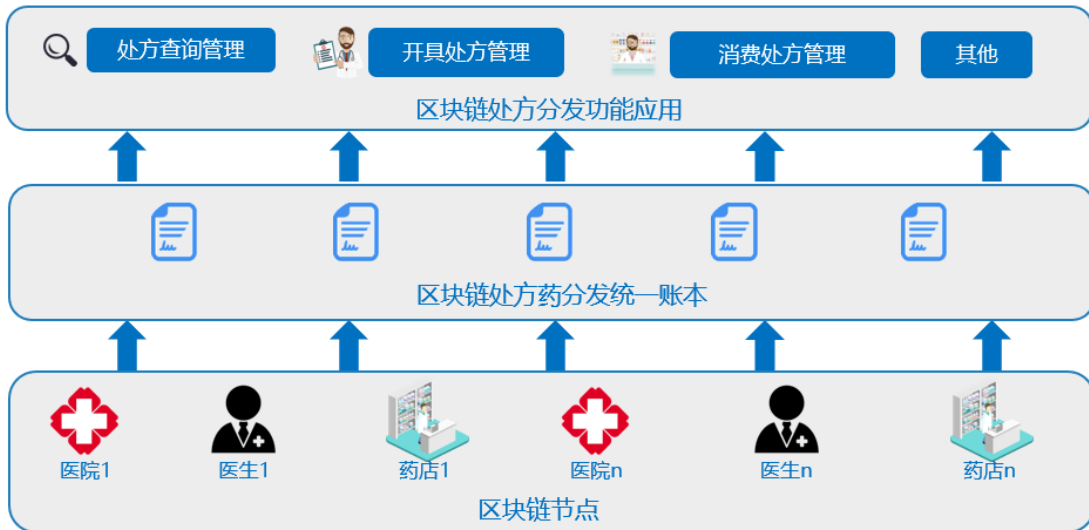 处方查询管理
开具处方管理
消费处方管理
其他
区块链处方分发功能应用
区块链处方药分发统一账本
医院1
医生1
药店1
医院n
医生n
药店n
区块链节点